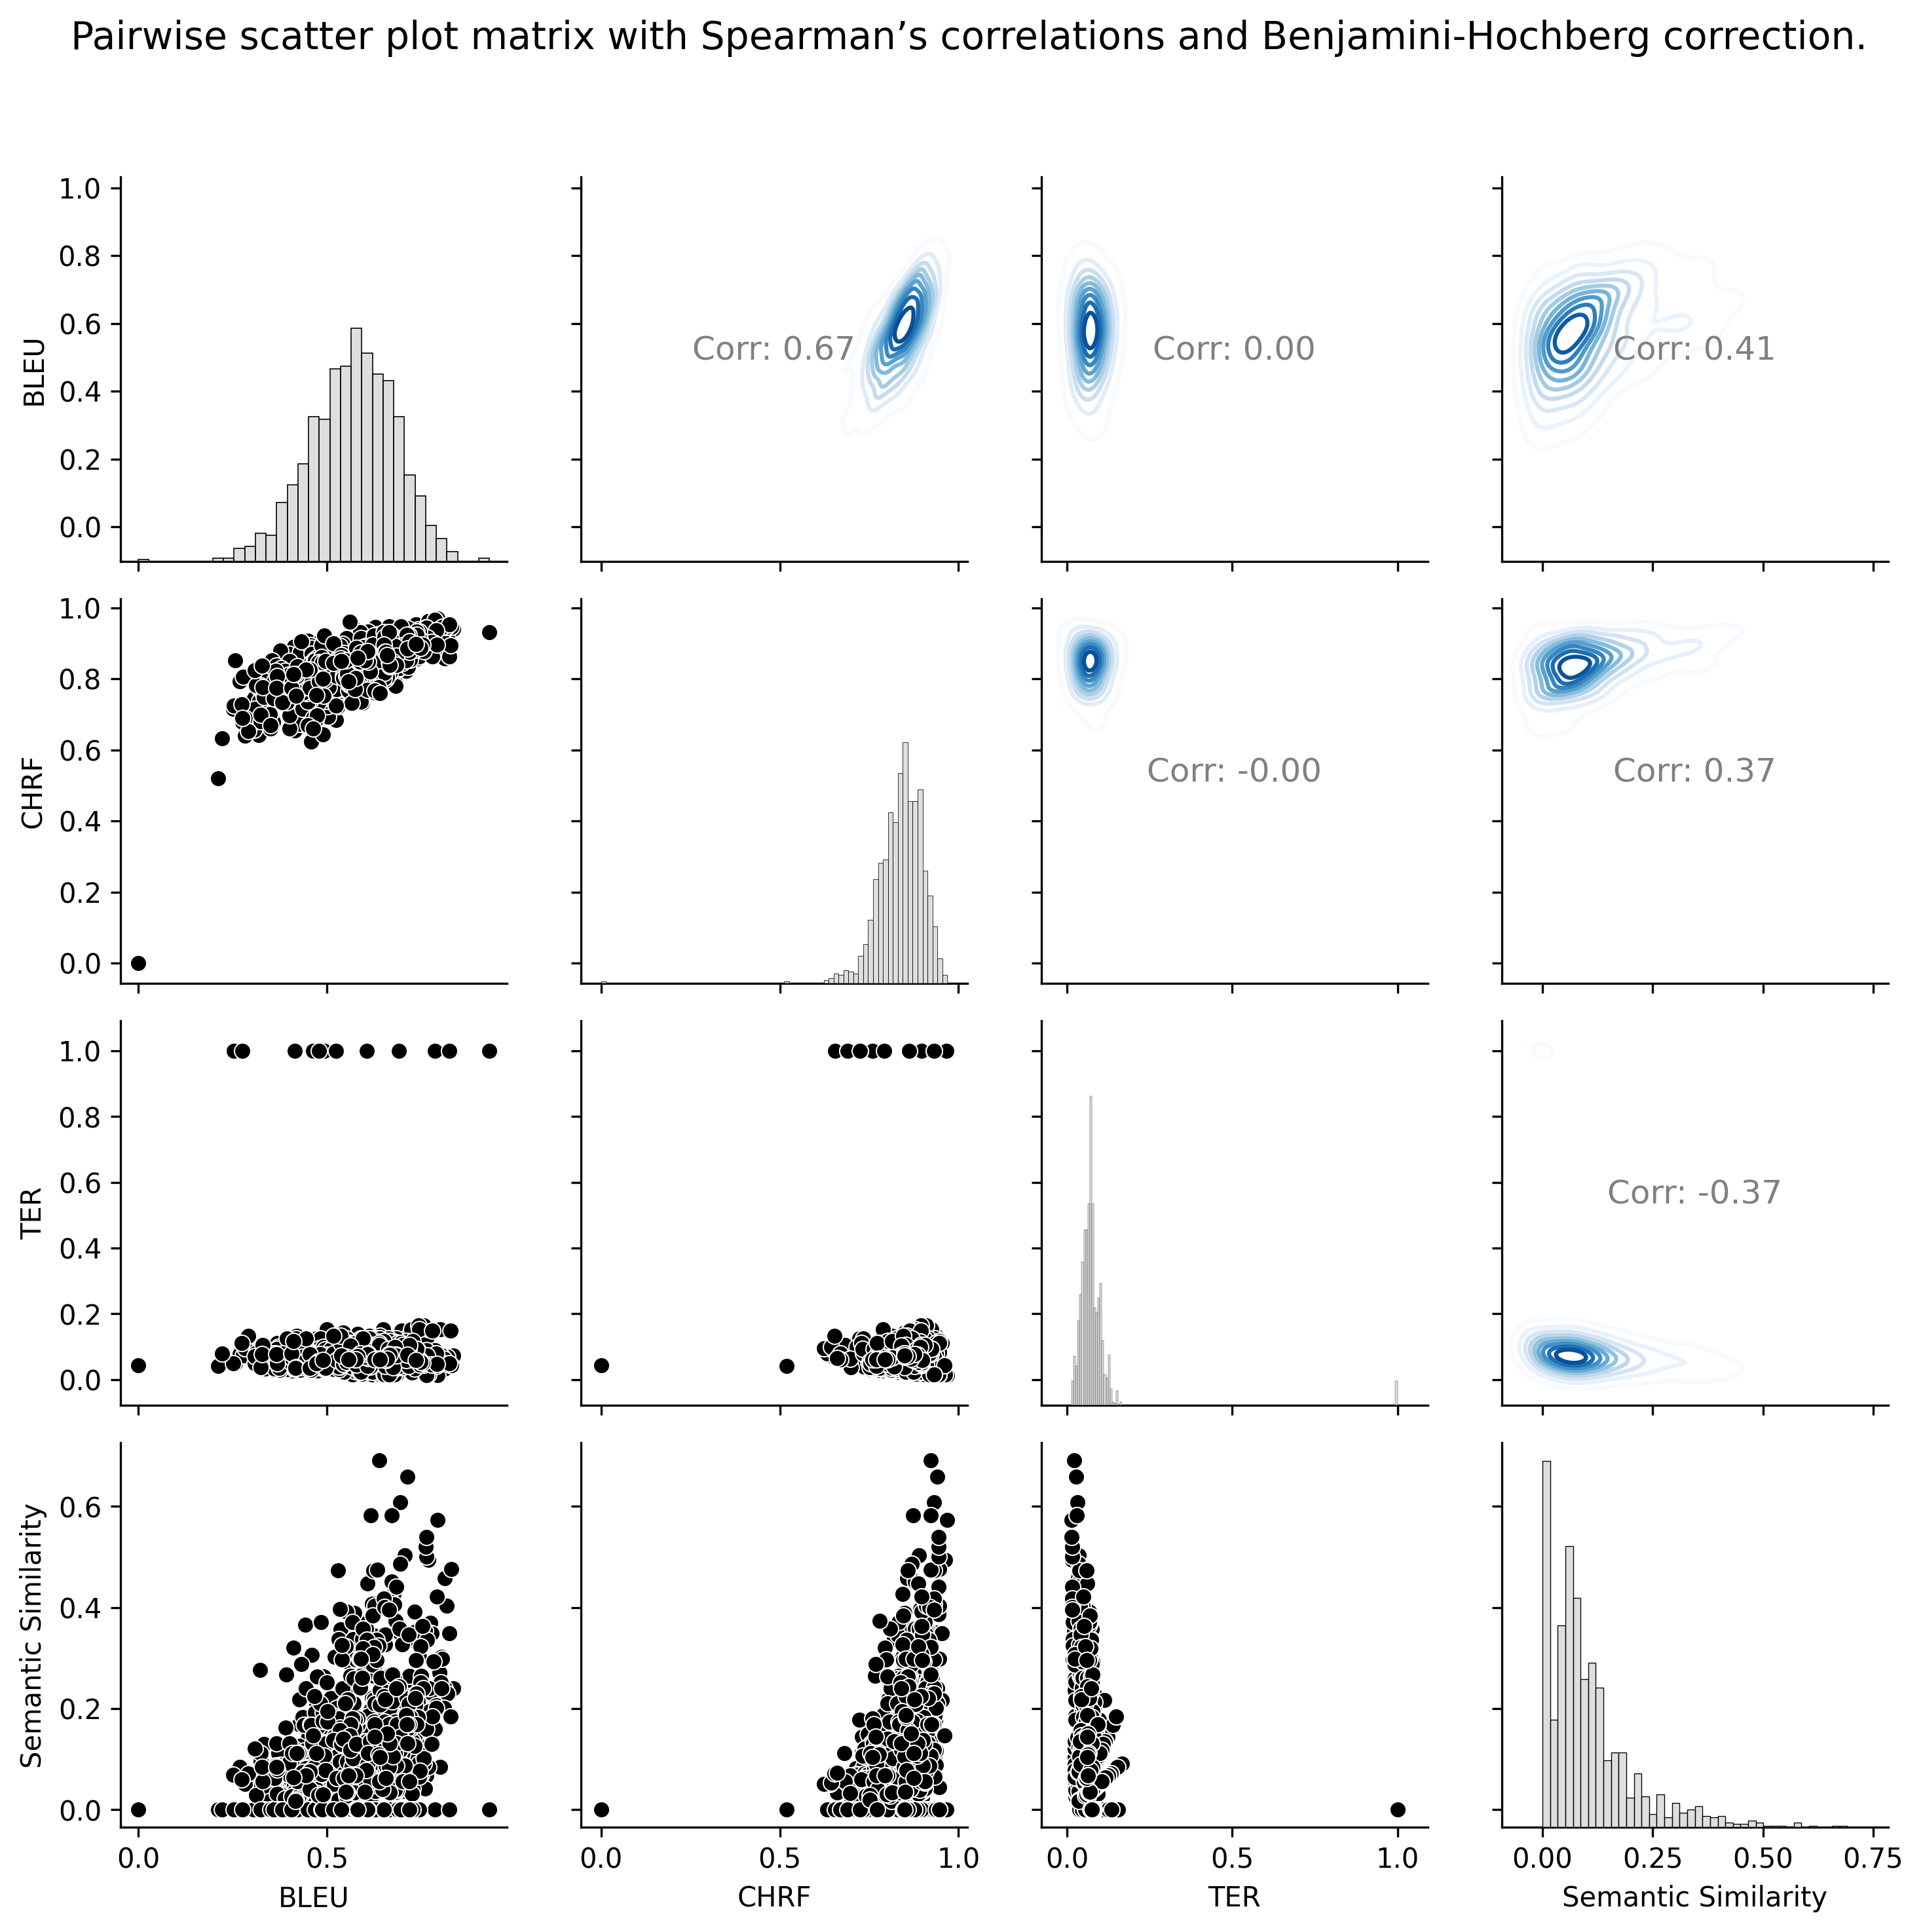 Pairwise scatter plot matrix with Spearman’s correlations and Benjamini-Hochberg correction.
BLEU
1.0
0.8
0.6
0.4
0.2
0.0
Corr: 0.67
Corr: 0.00
Corr: 0.41
CHRF
1.0
0.8
0.6
0.4
0.2
0.0
Corr: -0.00
Corr: 0.37
TER
1.0
0.8
0.6
0.4
0.2
0.0
Corr: -0.37
Semantic Similarity
0.6
0.4
0.2
0.0
0.0 0.5
0.0 0.5 1.0
0.0 0.5 1.0
0.00 0.25 0.50 0.75
BLEU
CHRF
TER
Semantic Similarity